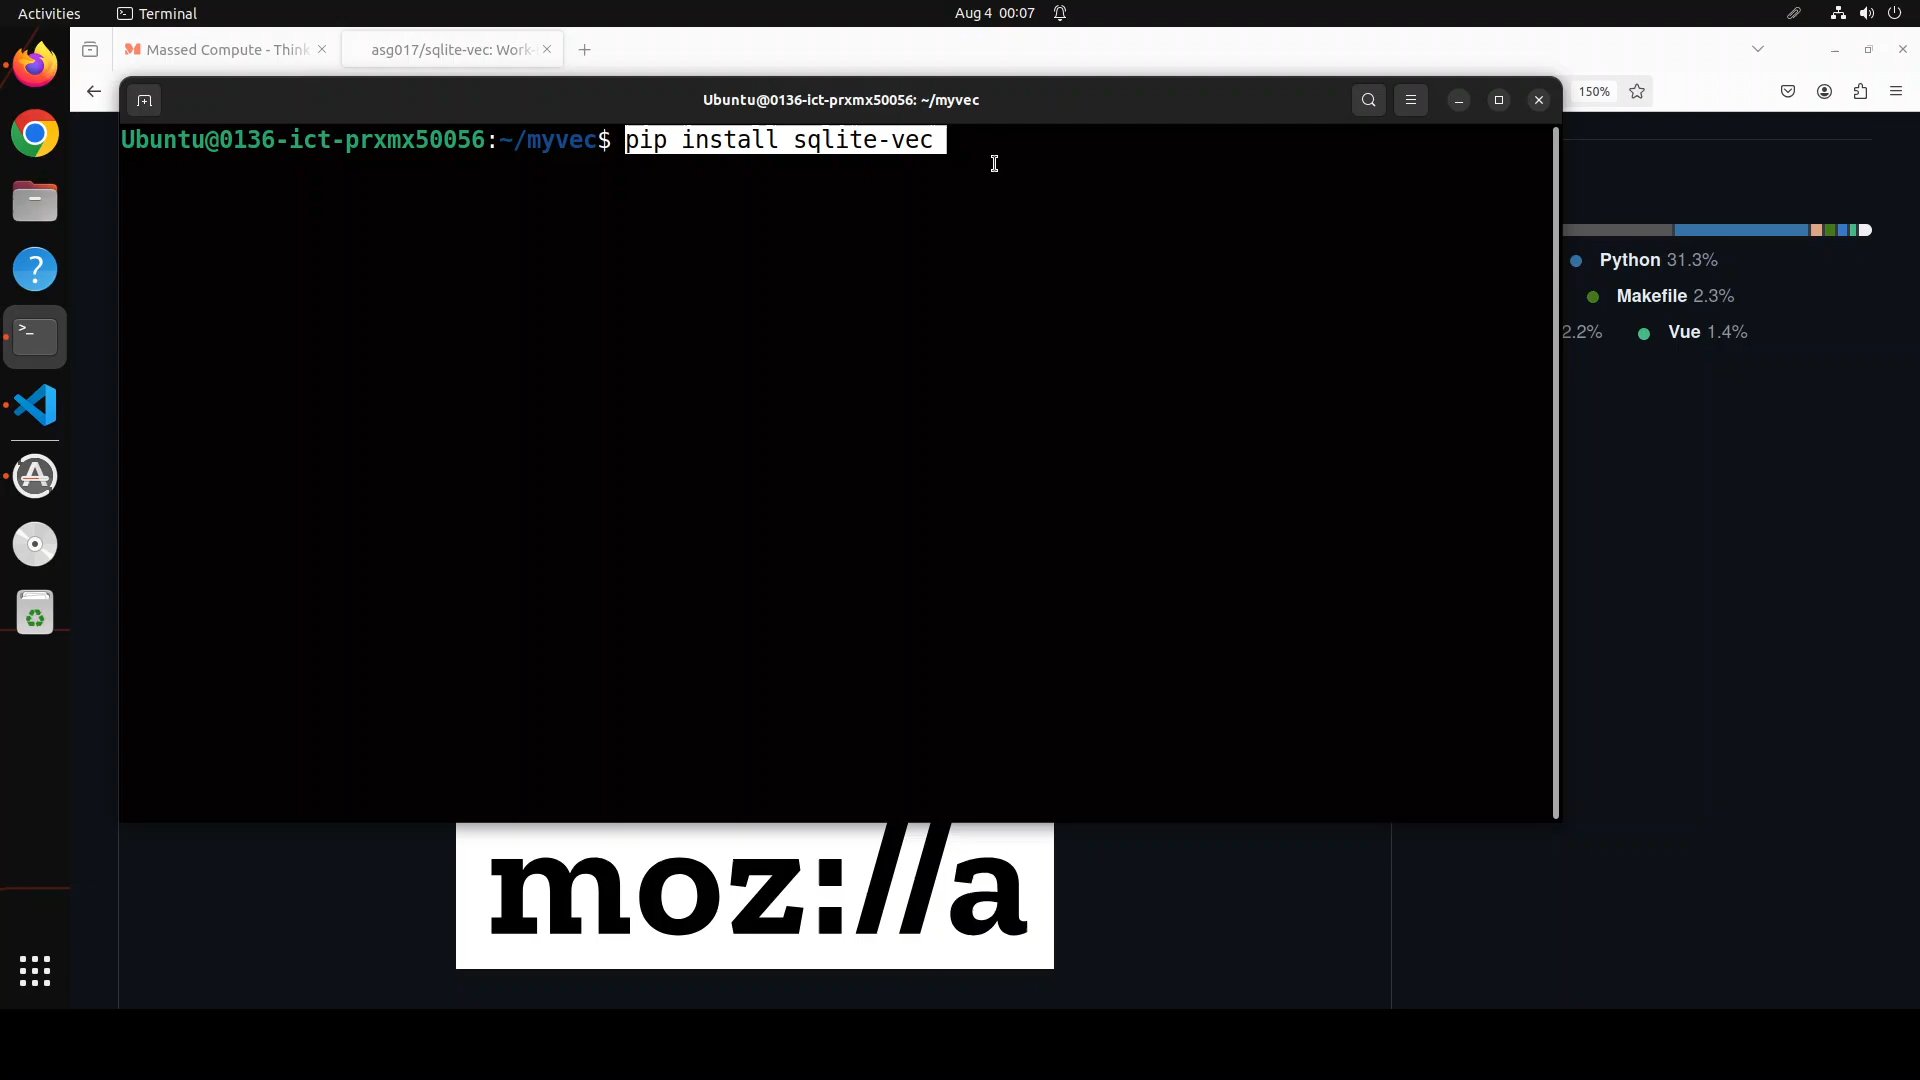 Activities Terminal Aug 4 00:07
Massed Compute - Think asg017/sqlite-vec: Work-
Ubuntu@0136-ict-prxmx50056: ~/myvec 150%
Ubuntu@0136-ict-prxmx50056:~/myvec$ pip install sqlite-vec
Python 31.3%
Makefile 2.3%
2.2% Vue 1.4%
moz://a